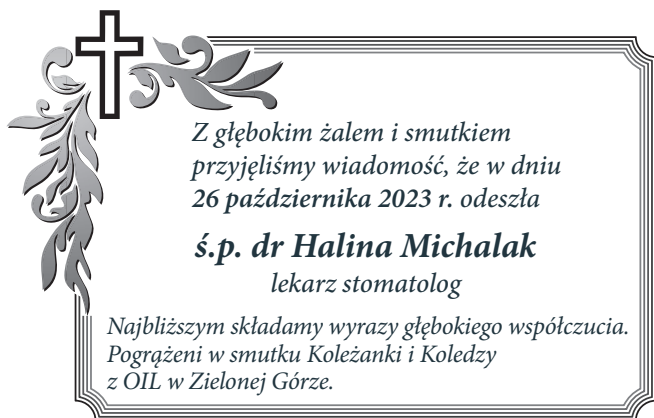 Z głębokim żalem i smutkiem
przyjęliśmy wiadomość, że w dniu
26 października 2023 r. odeszła
ś.p. dr Halina Michalak
lekarz stomatolog
Najbliższym składamy wyrazy głębokiego współczucia.
Pogrążeni w smutku Koleżanki i Koledzy
z OIL w Zielonej Górze.